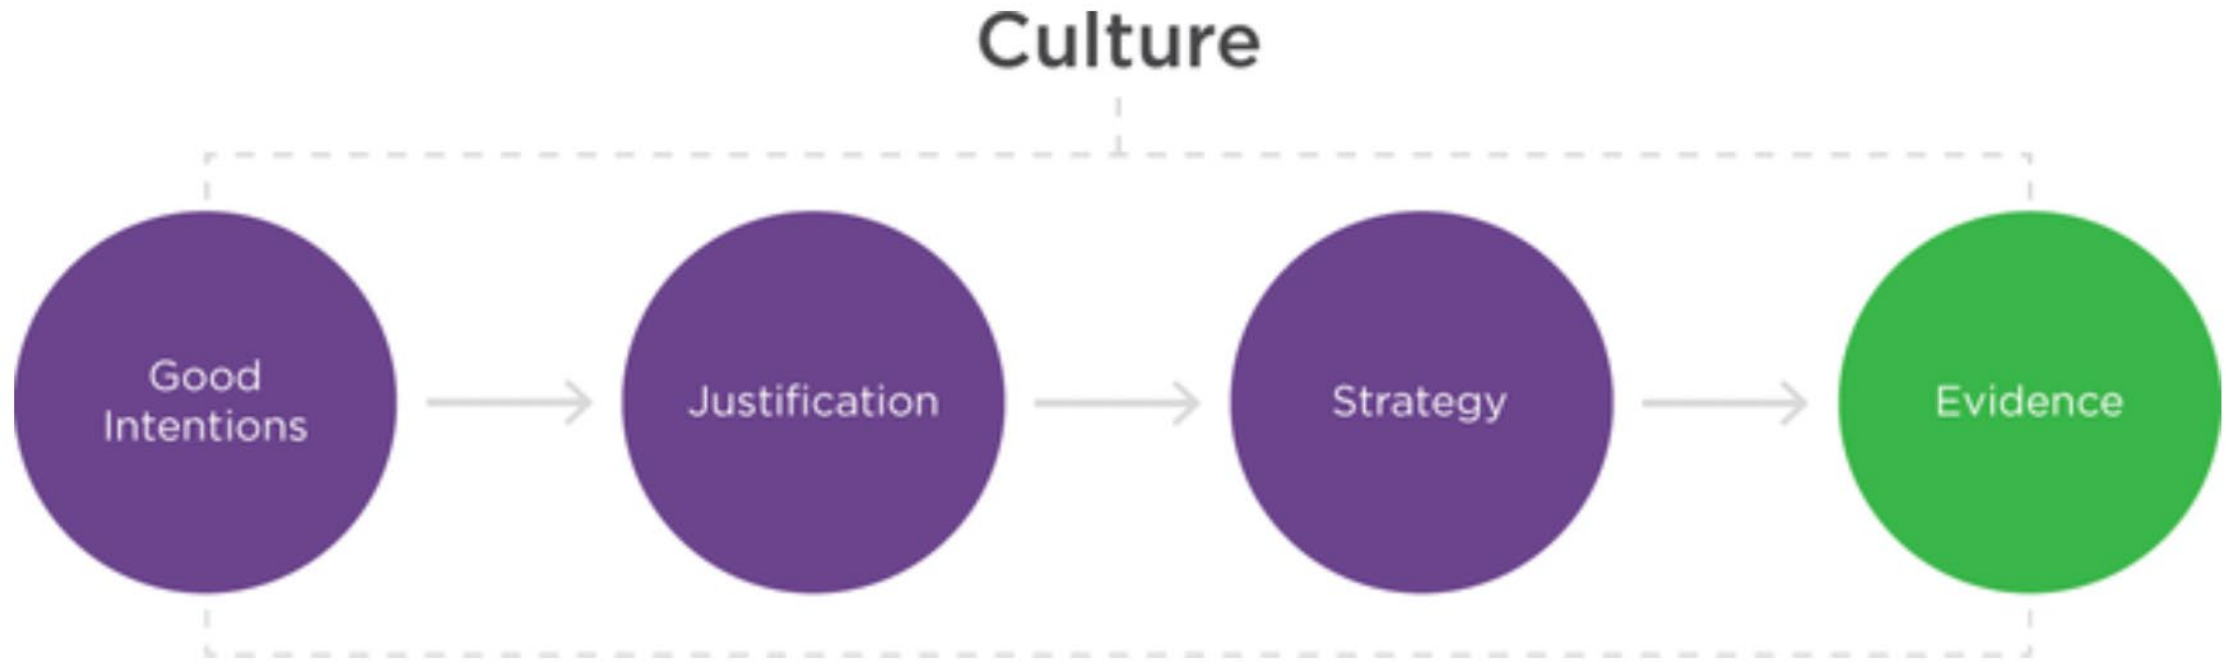 Culture
Good
Intentions
Justification
Strategy
Evidence